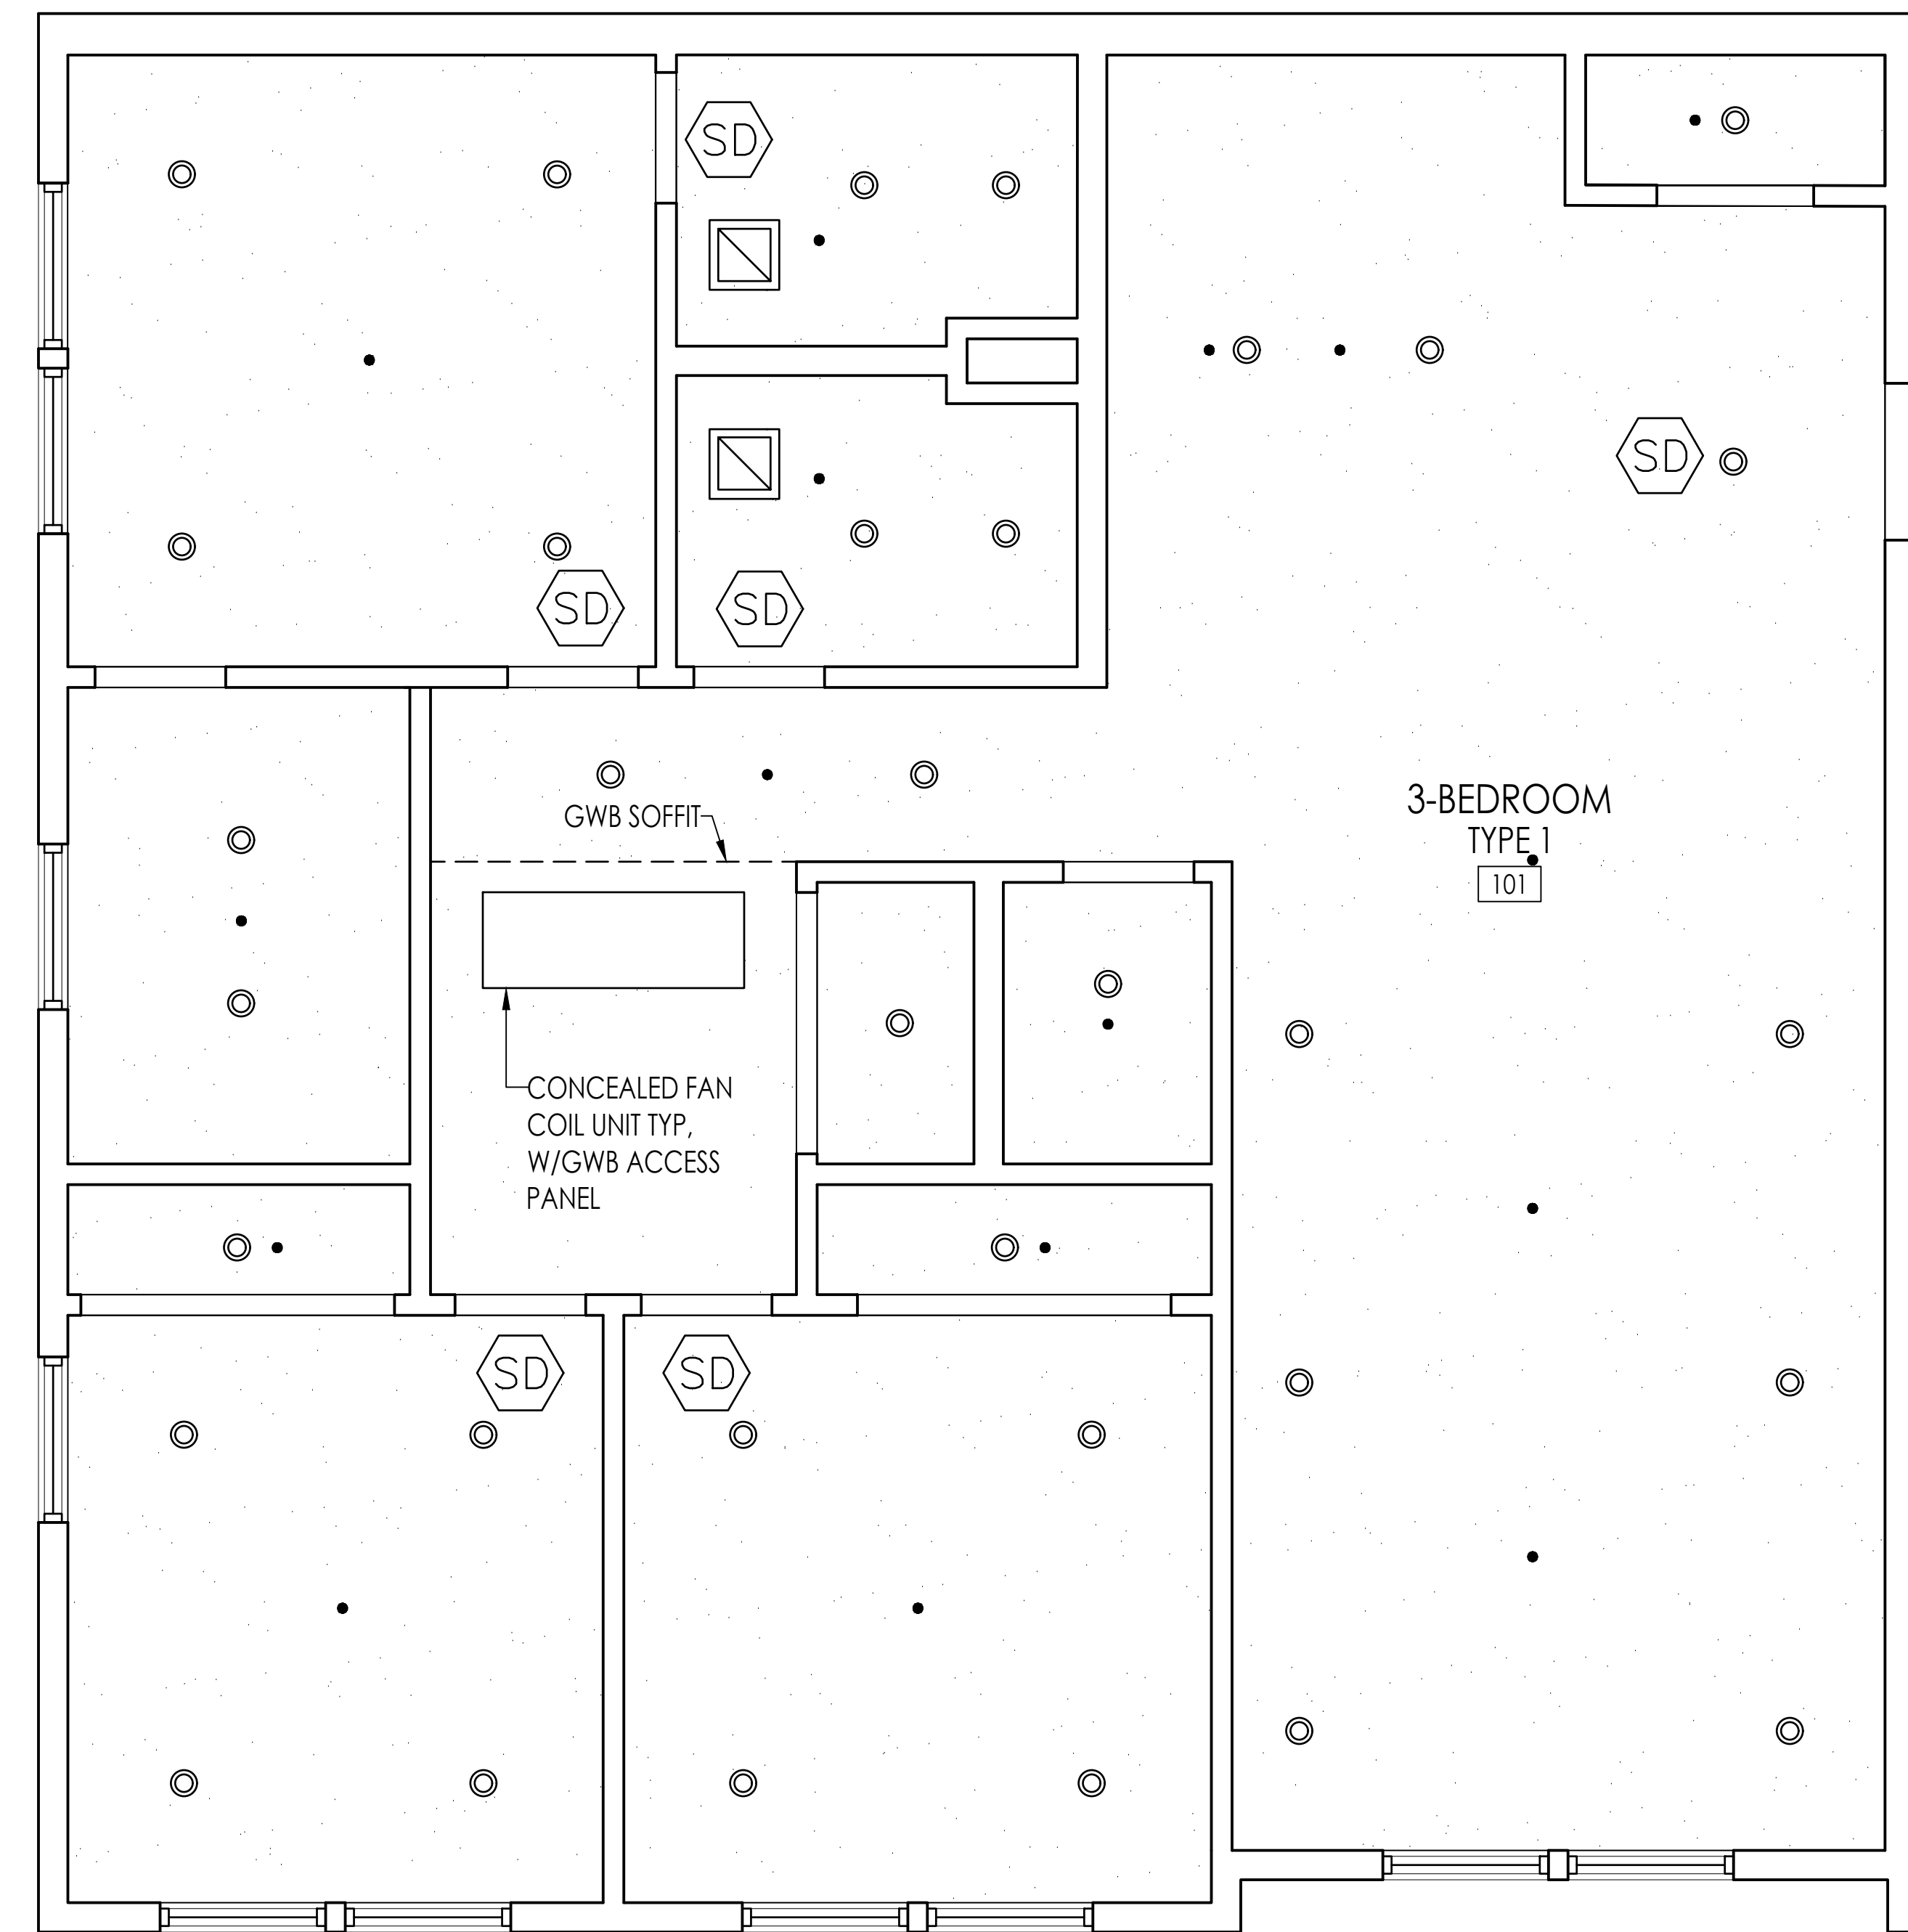 SD
SD
SD
SD
GWB SOFFIT
3-BEDROOM
TYPE 1
101
CONCEALED FAN
COIL UNIT TYP,
W/GWB ACCESS
PANEL
SD
SD